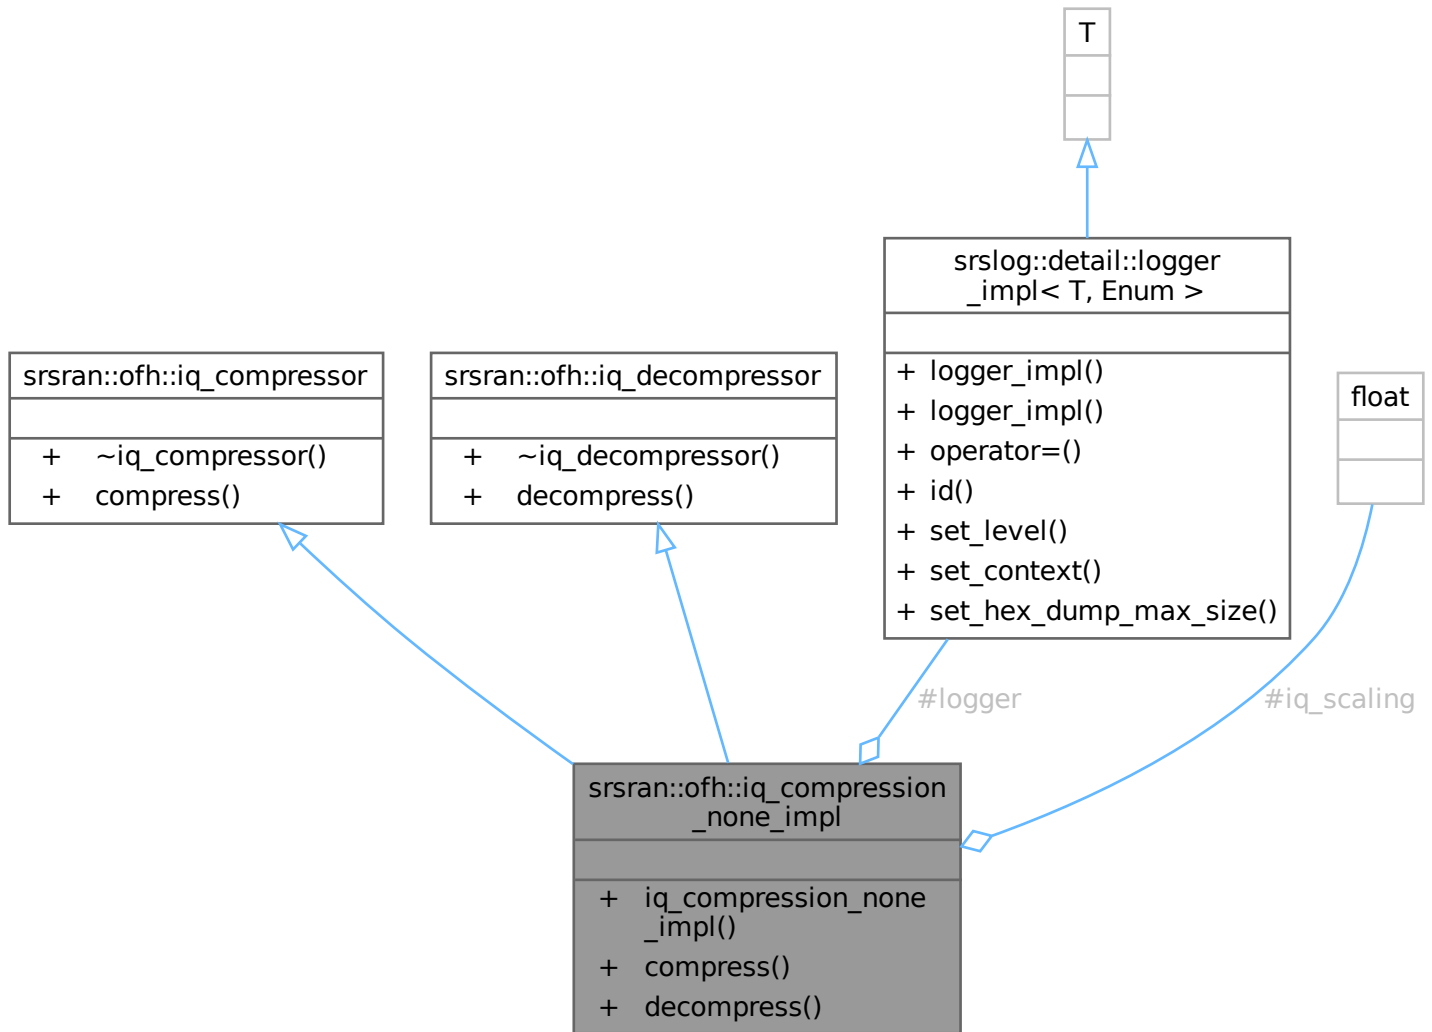 T
srslog::detail::logger
_impl< T, Enum >
+ logger_impl()
+ logger_impl()
+ operator=()
+ id()
+ set_level()
+ set_context()
+ set_hex_dump_max_size()
srsran::ofh::iq_compressor
+ ~iq_compressor()
+ compress()
srsran::ofh::iq_decompressor
+ ~iq_decompressor()
+ decompress()
float
#logger
#iq_scaling
srsran::ofh::iq_compression
_none_impl
+ iq_compression_none
_impl()
+ compress()
+ decompress()